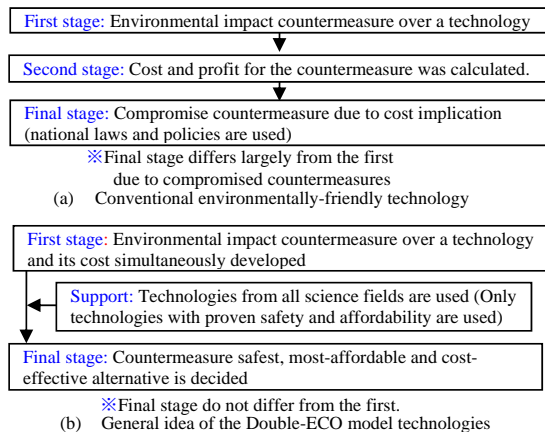 First stage: Environmental impact countermeasure over a technology
Second stage: Cost and profit for the countermeasure was calculated.
Final stage: Compromise countermeasure due to cost implication
(national laws and policies are used)
※Final stage differs largely from the first
due to compromised countermeasures
(a) Conventional environmentally-friendly technology
First stage: Environmental impact countermeasure over a technology
and its cost simultaneously developed
Support: Technologies from all science fields are used (Only
technologies with proven safety and affordability are used)
Final stage: Countermeasure safest, most-affordable and cost-
effective alternative is decided
※Final stage do not differ from the first.
(b) General idea of the Double-ECO model technologies